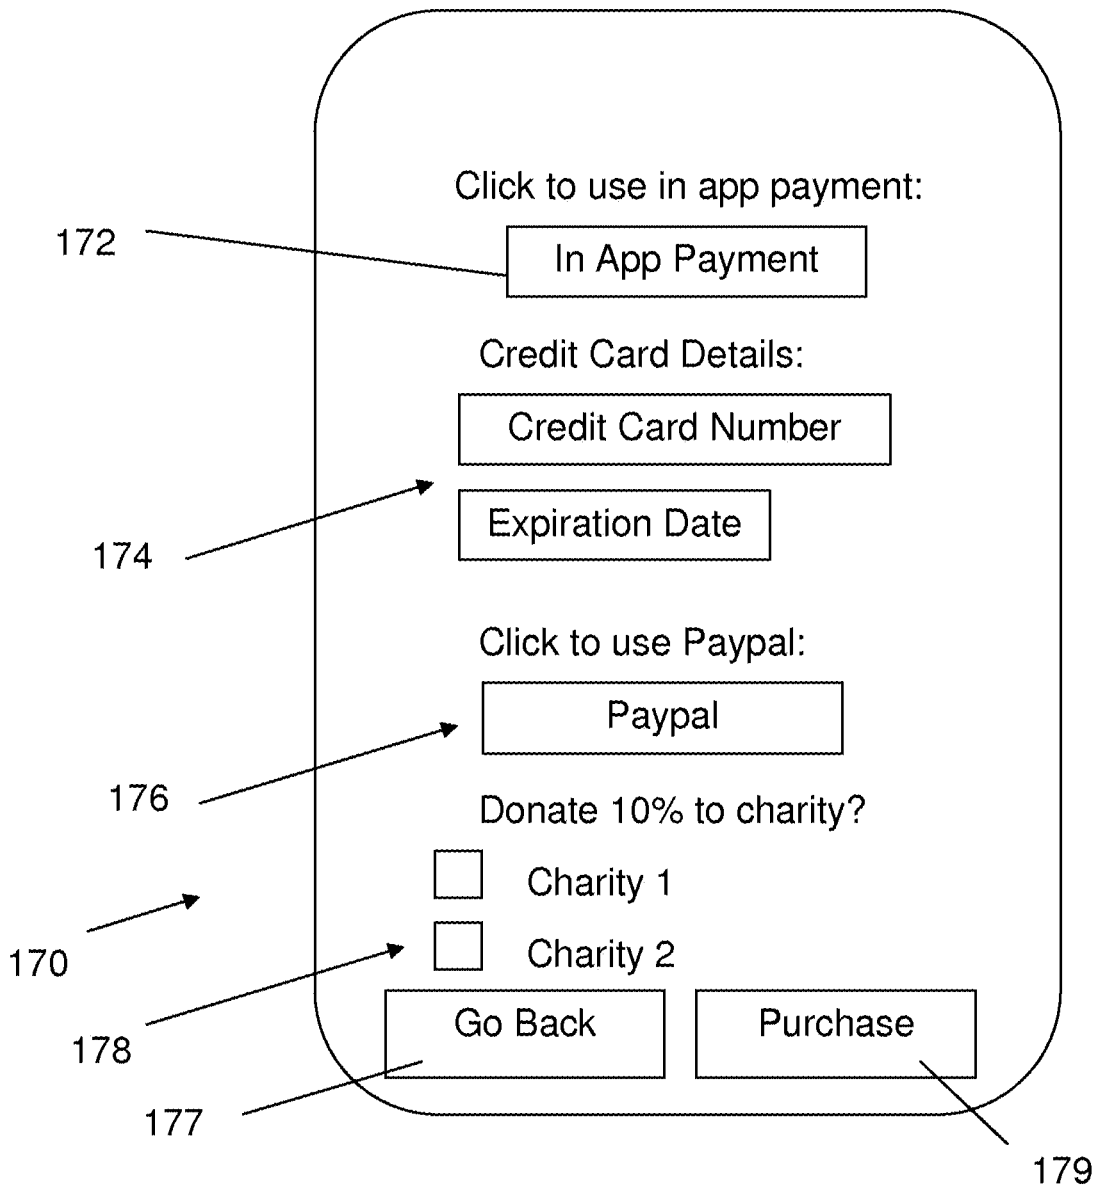 Click to use in app payment:
172
In App Payment
Credit Card Details:
Credit Card Number
Expiration Date
174
Click to use Paypal:
Paypal
176
Donate 10% to charity?
Charity 1
170
Charity 2
178
Go Back
Purchase
177
179